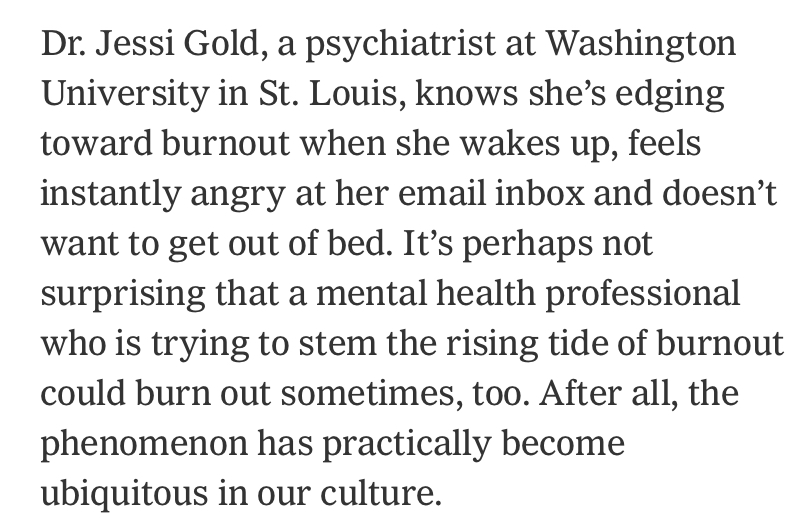 Dr. Jessi Gold, a psychiatrist at Washington
University in St. Louis, knows she’s edging
toward burnout when she wakes up, feels
instantly angry at her email inbox and doesn’t
want to get out of bed. It’s perhaps not
surprising that a mental health professional
who is trying to stem the rising tide of burnout
could burn out sometimes, too. After all, the
phenomenon has practically become
ubiquitous in our culture.